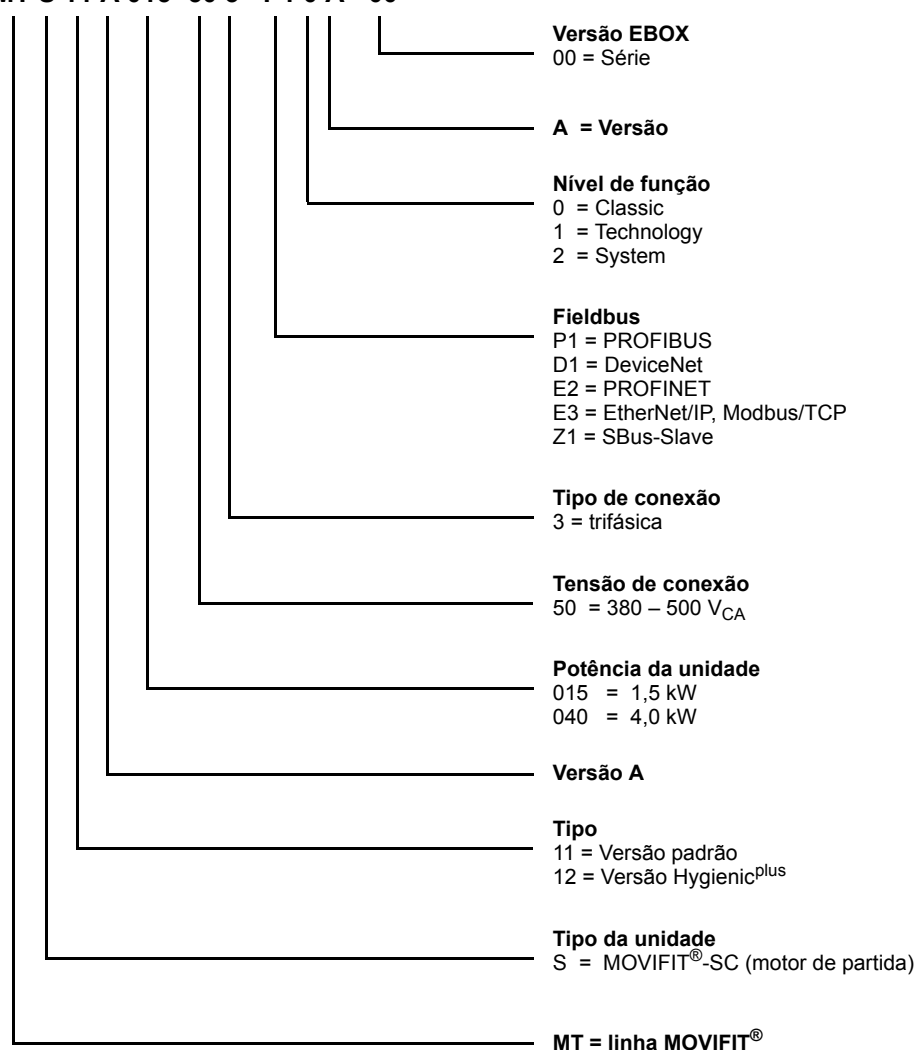 Versão EBOX
00 = Série
A = Versão
Nível de função
0 = Classic
1 = Technology
2 = System
Fieldbus
P1 = PROFIBUS
D1 = DeviceNet
E2 = PROFINET
E3 = EtherNet/IP, Modbus/TCP
Z1 = SBus-Slave
Tipo de conexão
3 = trifásica
Tensão de conexão
50 = 380 – 500 VCA
Potência da unidade
015 = 1,5 kW
040 = 4,0 kW
Versão A
Tipo
11 = Versão padrão
12 = Versão Hygienicplus
Tipo da unidade
S = MOVIFIT®-SC (motor de partida)
MT = linha MOVIFIT®